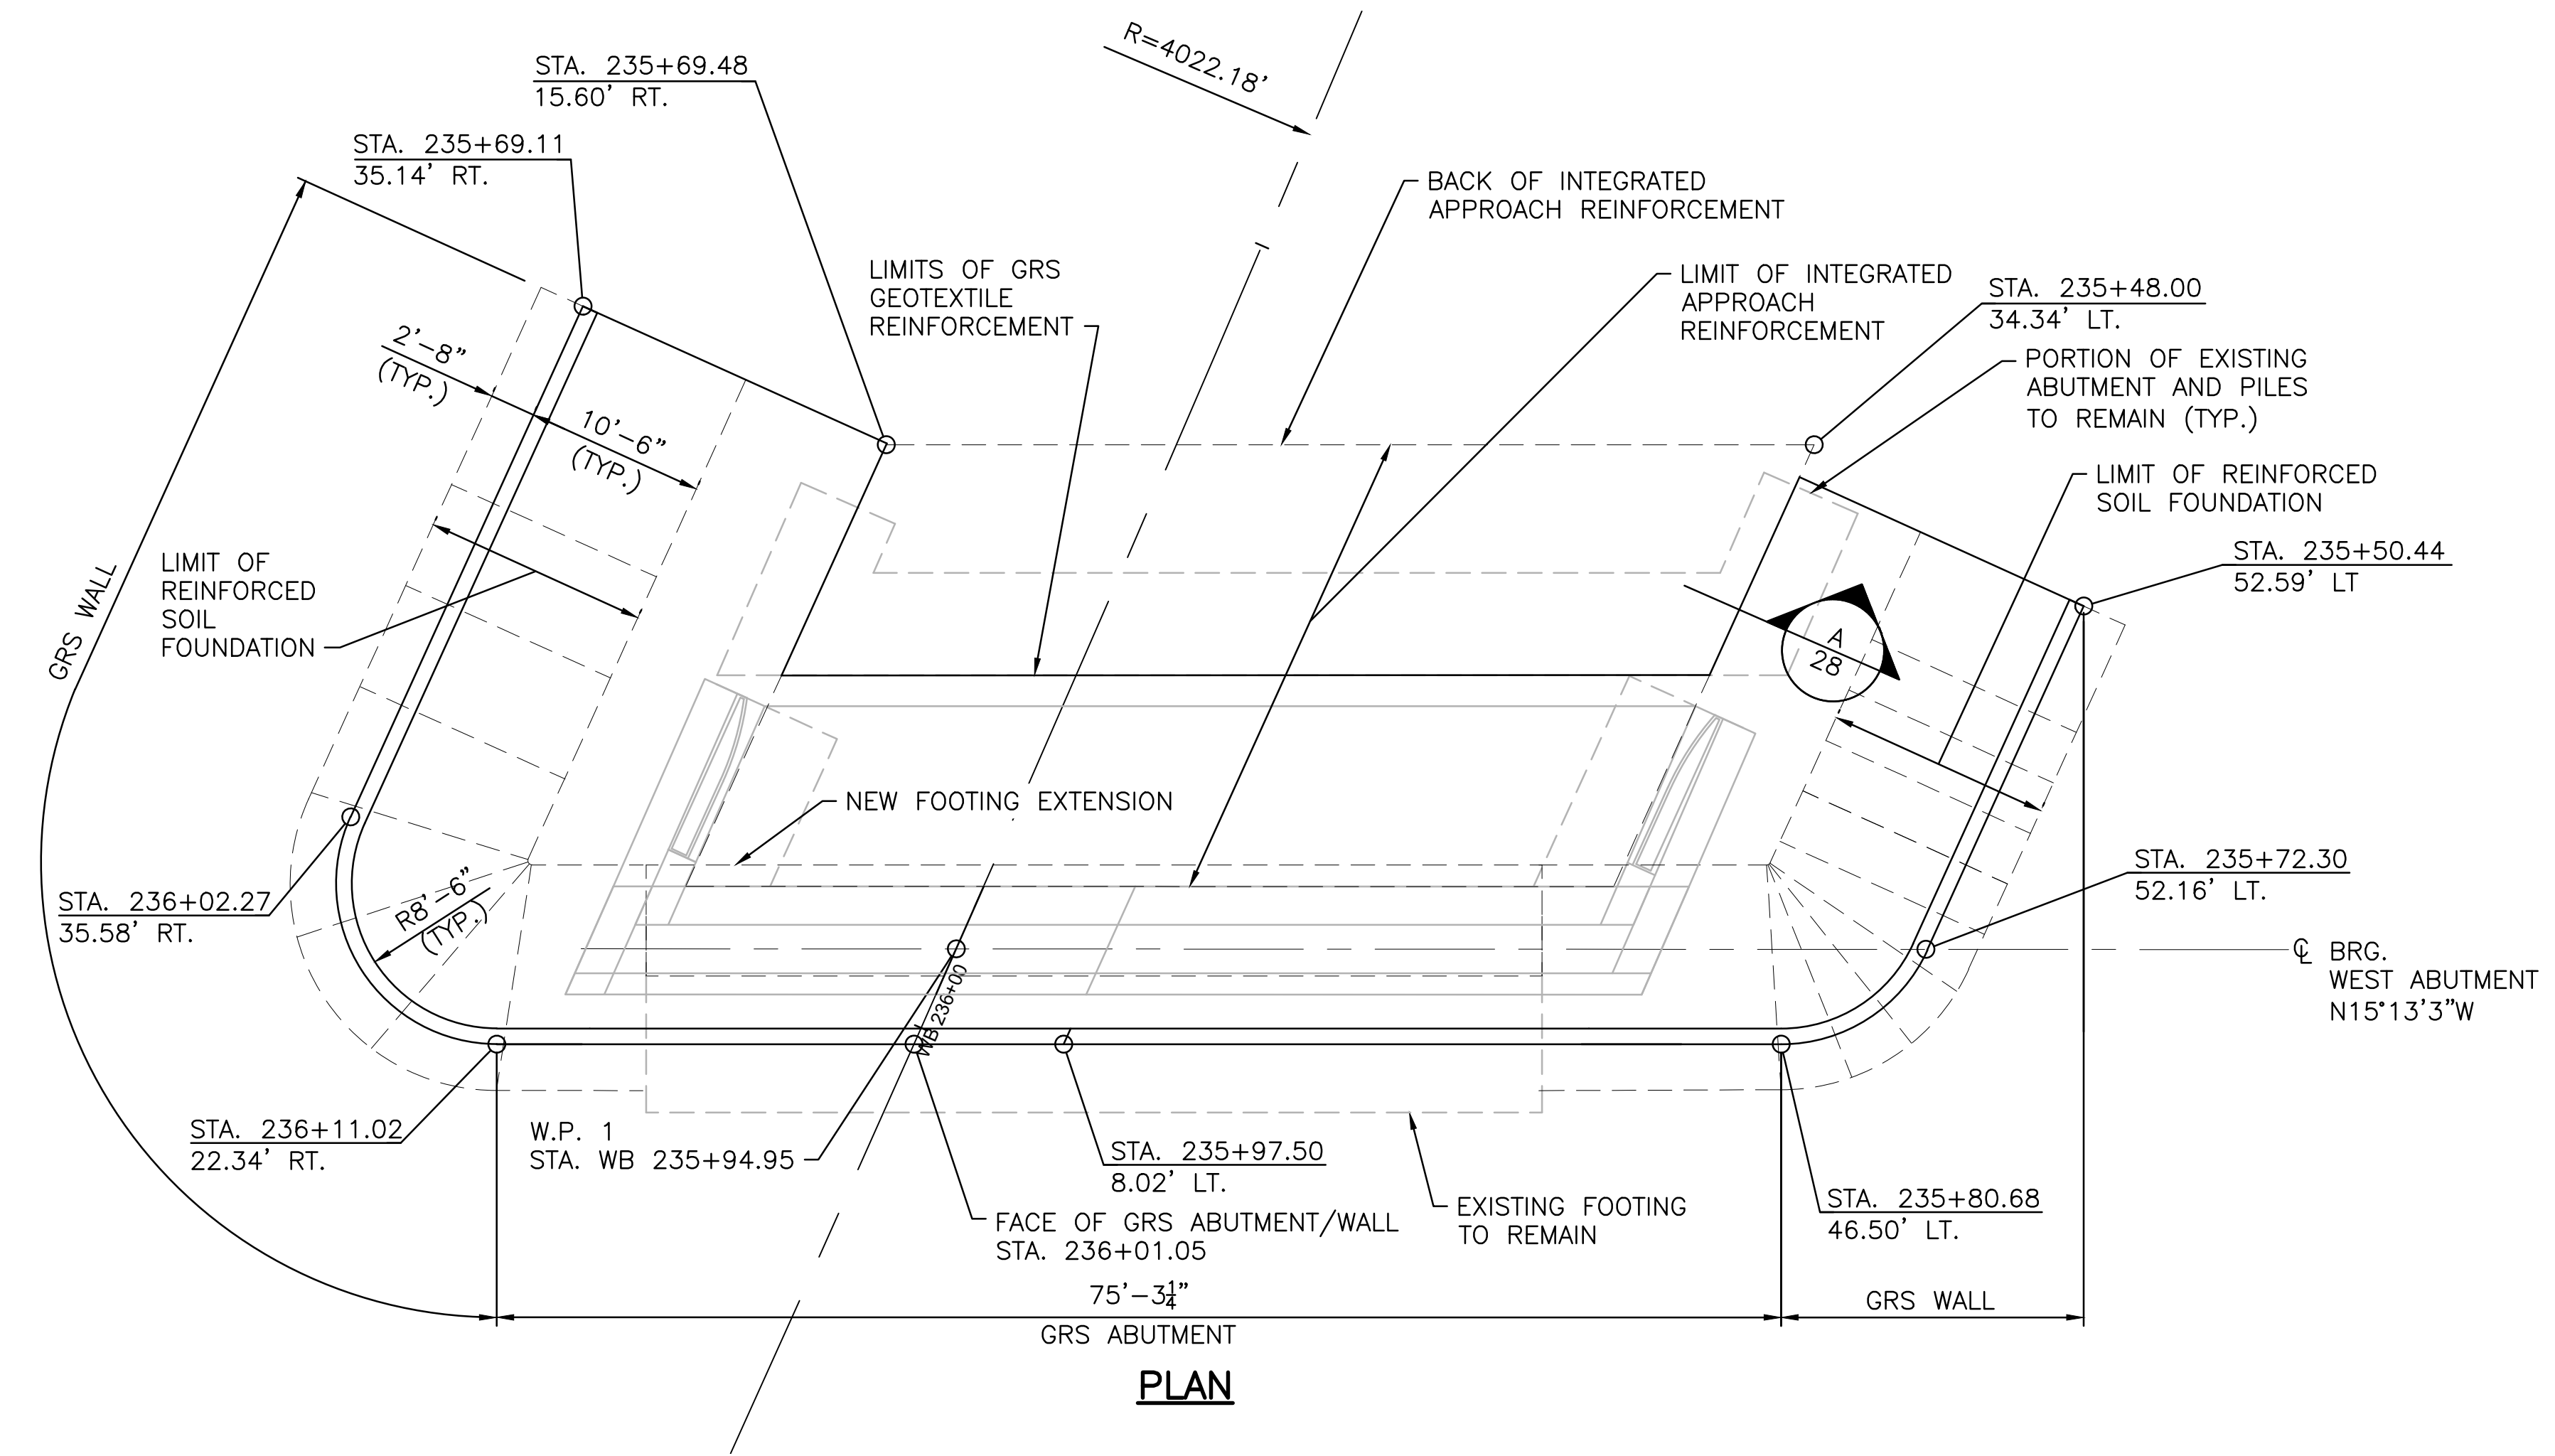 R=4022.18'
STA. 235+69.48
15.60' RT.
STA. 235+69.11
35.14' RT.
BACK OF INTEGRATED
APPROACH REINFORCEMENT
LIMITS OF GRS
GEOTEXTILE
REINFORCEMENT
LIMIT OF INTEGRATED
APPROACH
REINFORCEMENT
STA. 235+48.00
34.34' LT.
PORTION OF EXISTING
ABUTMENT AND PILES
TO REMAIN (TYP.)
2'-8"
(TYP.)
10'-6"
(TYP.)
LIMIT OF REINFORCED
SOIL FOUNDATION
STA. 235+50.44
52.59' LT
LIMIT OF
REINFORCED
SOIL
FOUNDATION
GRS WALL
A
28
NEW FOOTING EXTENSION
STA. 235+72.30
52.16' LT.
STA. 236+02.27
35.58' RT.
R8'-6"
(TYP.)
℄ BRG.
WEST ABUTMENT
N15°13'3"W
WB 236+00
STA. 236+11.02
22.34' RT.
W.P. 1
STA. WB 235+94.95
STA. 235+97.50
8.02' LT.
FACE OF GRS ABUTMENT/WALL
STA. 236+01.05
EXISTING FOOTING
TO REMAIN
STA. 235+80.68
46.50' LT.
75'-3¼"
GRS ABUTMENT
GRS WALL
PLAN